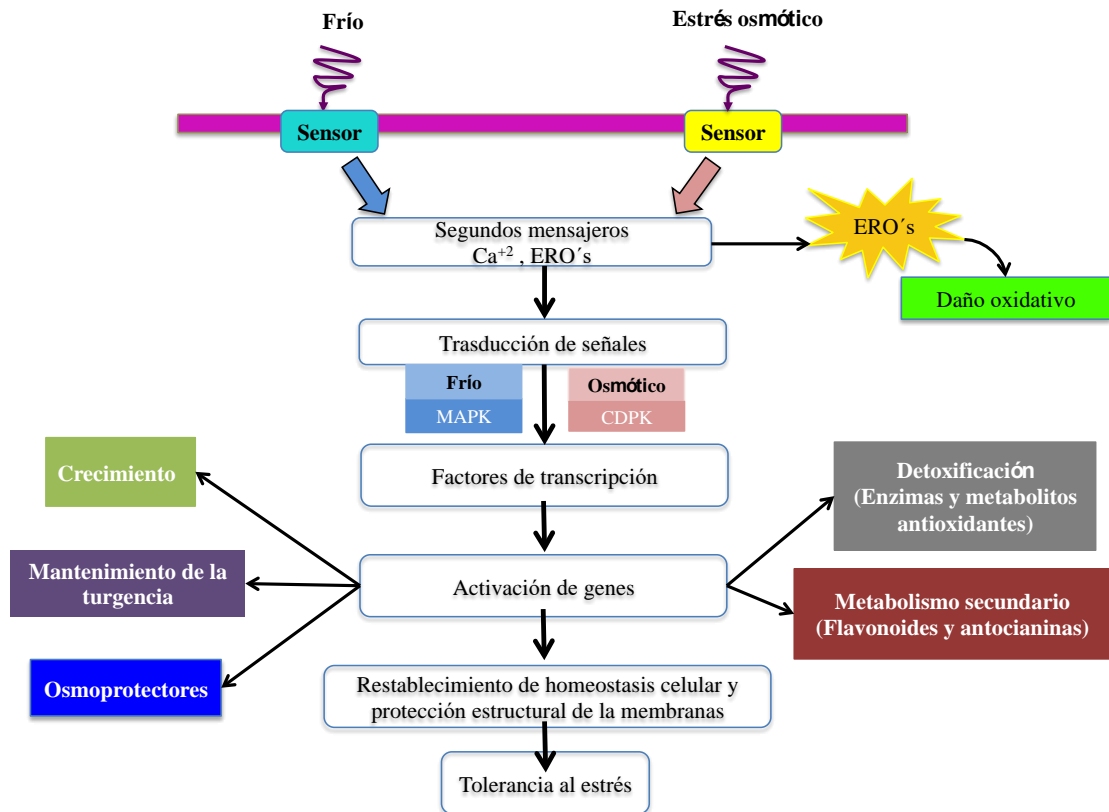 Frío
Estrés osmótico
Sensor
Sensor
Segundos mensajeros
Ca⁺² , ERO´s
ERO´s
Daño oxidativo
Trasducción de señales
Frío
Osmótico
MAPK
CDPK
Crecimiento
Factores de transcripción
Detoxificación
(Enzimas y metabolitos
antioxidantes)
Mantenimiento de la
turgencia
Activación de genes
Metabolismo secundario
(Flavonoides y antocianinas)
Osmoprotectores
Restablecimiento de homeostasis celular y
protección estructural de la membranas
Tolerancia al estrés